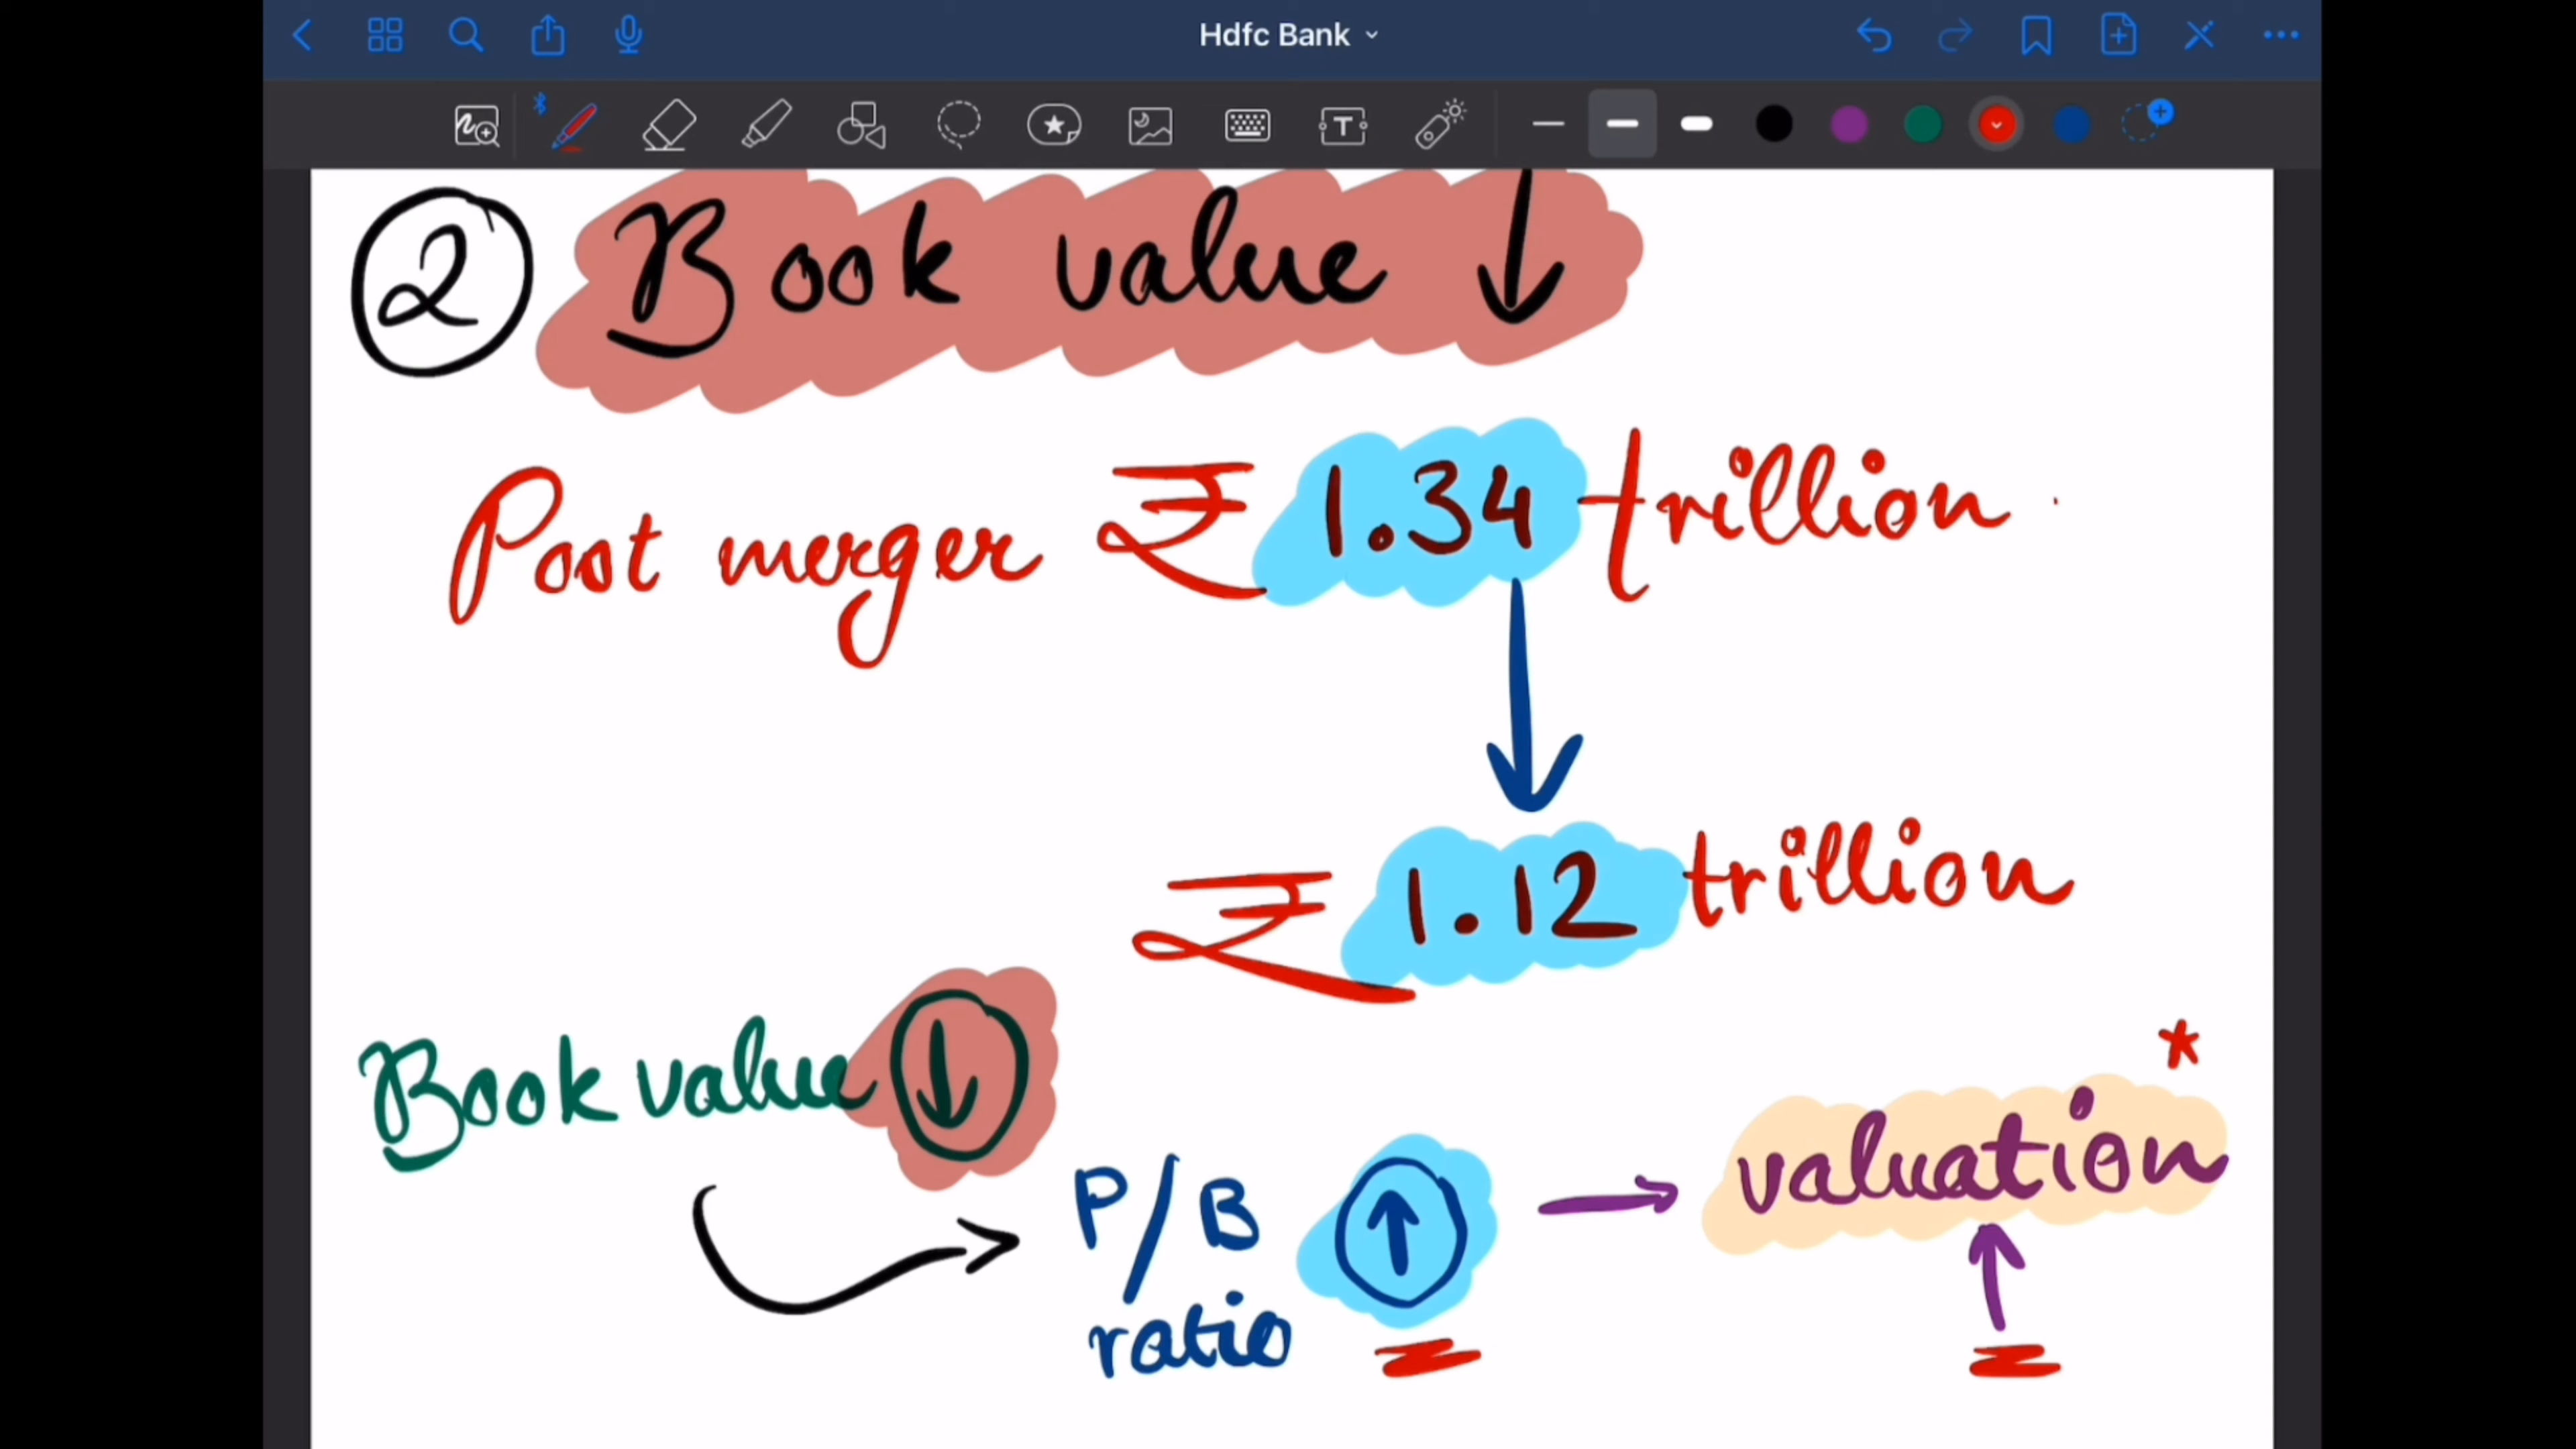 Hdfc Bank
2 Book value ↓
Post merger ₹ 1.34 trillion
↓
₹ 1.12 trillion
Book value ↓
P/B ratio ↑ → valuation *
↑